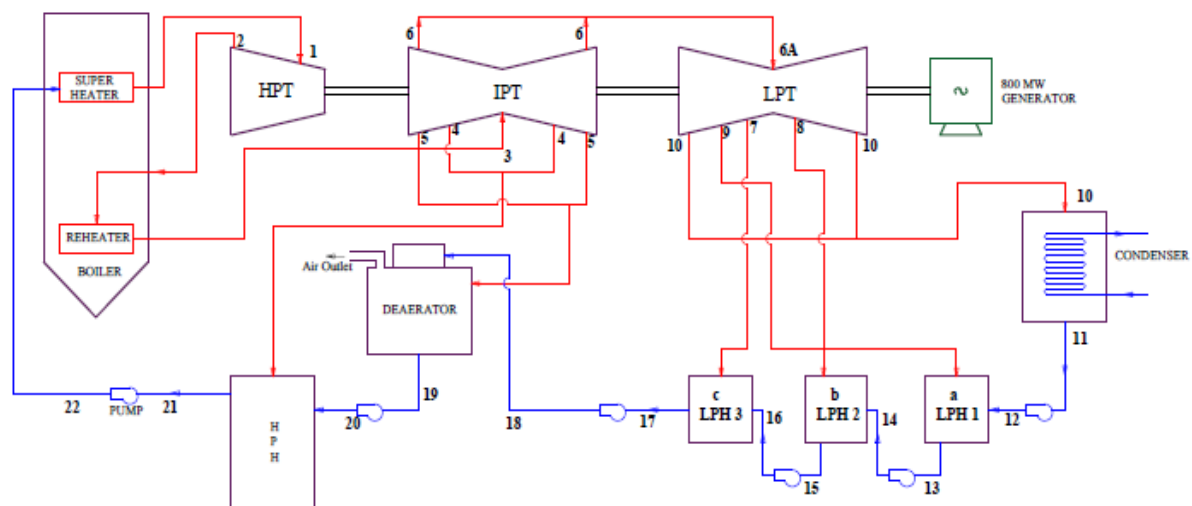 6
6
6A
2
1
SUPER
HEATER
HPT
IPT
LPT
~
800 MW
GENERATOR
5
4
3
4
5
10
9
7
8
10
10
REHEATER
BOILER
Air Outlet
DEAERATOR
CONDENSER
11
22
PUMP
21
H
P
H
20
19
18
17
c
LPH 3
16
15
b
LPH 2
14
13
a
LPH 1
12